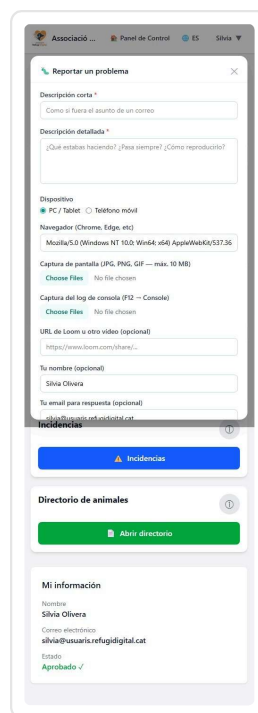 Associació ...
Panel de Control
ES
Silvia ▼
Reportar un problema
Descripción corta *
Como si fuera el asunto de un correo
Descripción detallada *
¿Qué estabas haciendo? ¿Pasa siempre? ¿Cómo reproducirlo?
Dispositivo
PC / Tablet
Teléfono móvil
Navegador (Chrome, Edge, etc)
Mozilla/5.0 (Windows NT 10.0; Win64; x64) AppleWebKit/537.36
Captura de pantalla (JPG, PNG, GIF — máx. 10 MB)
Choose Files No file chosen
Captura del log de consola (F12 → Console)
Choose Files No file chosen
URL de Loom u otro vídeo (opcional)
https://www.loom.com/share/...
Tu nombre (opcional)
Silvia Olivera
Tu email para respuesta (opcional)
silvia@usuaris.refugidigital.cat
Incidencias
Incidencias
Directorio de animales
Abrir directorio
Mi información
Nombre
Silvia Olivera
Correo electrónico
silvia@usuaris.refugidigital.cat
Estado
Aprobado ✓